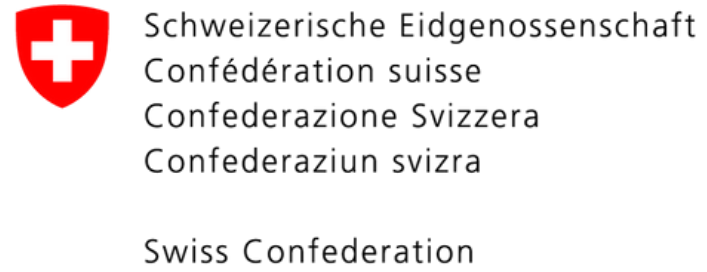 Schweizerische Eidgenossenschaft
Confédération suisse
Confederazione Svizzera
Confederaziun svizra
Swiss Confederation